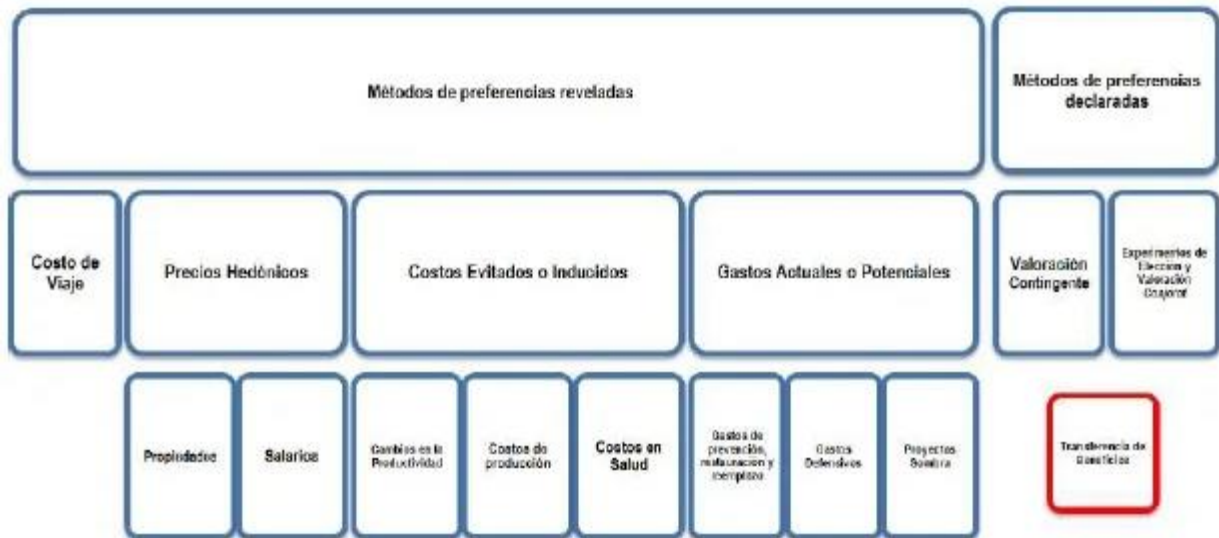 Métodos de preferencias reveladas
Métodos de preferencias
declaradas
Costo de
Viaje
Precios Hedónicos
Costos Evitados o Inducidos
Gastos Actuales o Potenciales
Valoración
Contingente
Experimentos de
Elección y
Valoración
Conjoint
Propiedades
Salarios
Cambios en la
Productividad
Costos de
producción
Costos en
Salud
Gastos de
prevención,
restauración y
reemplazo
Gastos
Defensivos
Proyectos
Sombra
Transferencia de
Beneficios